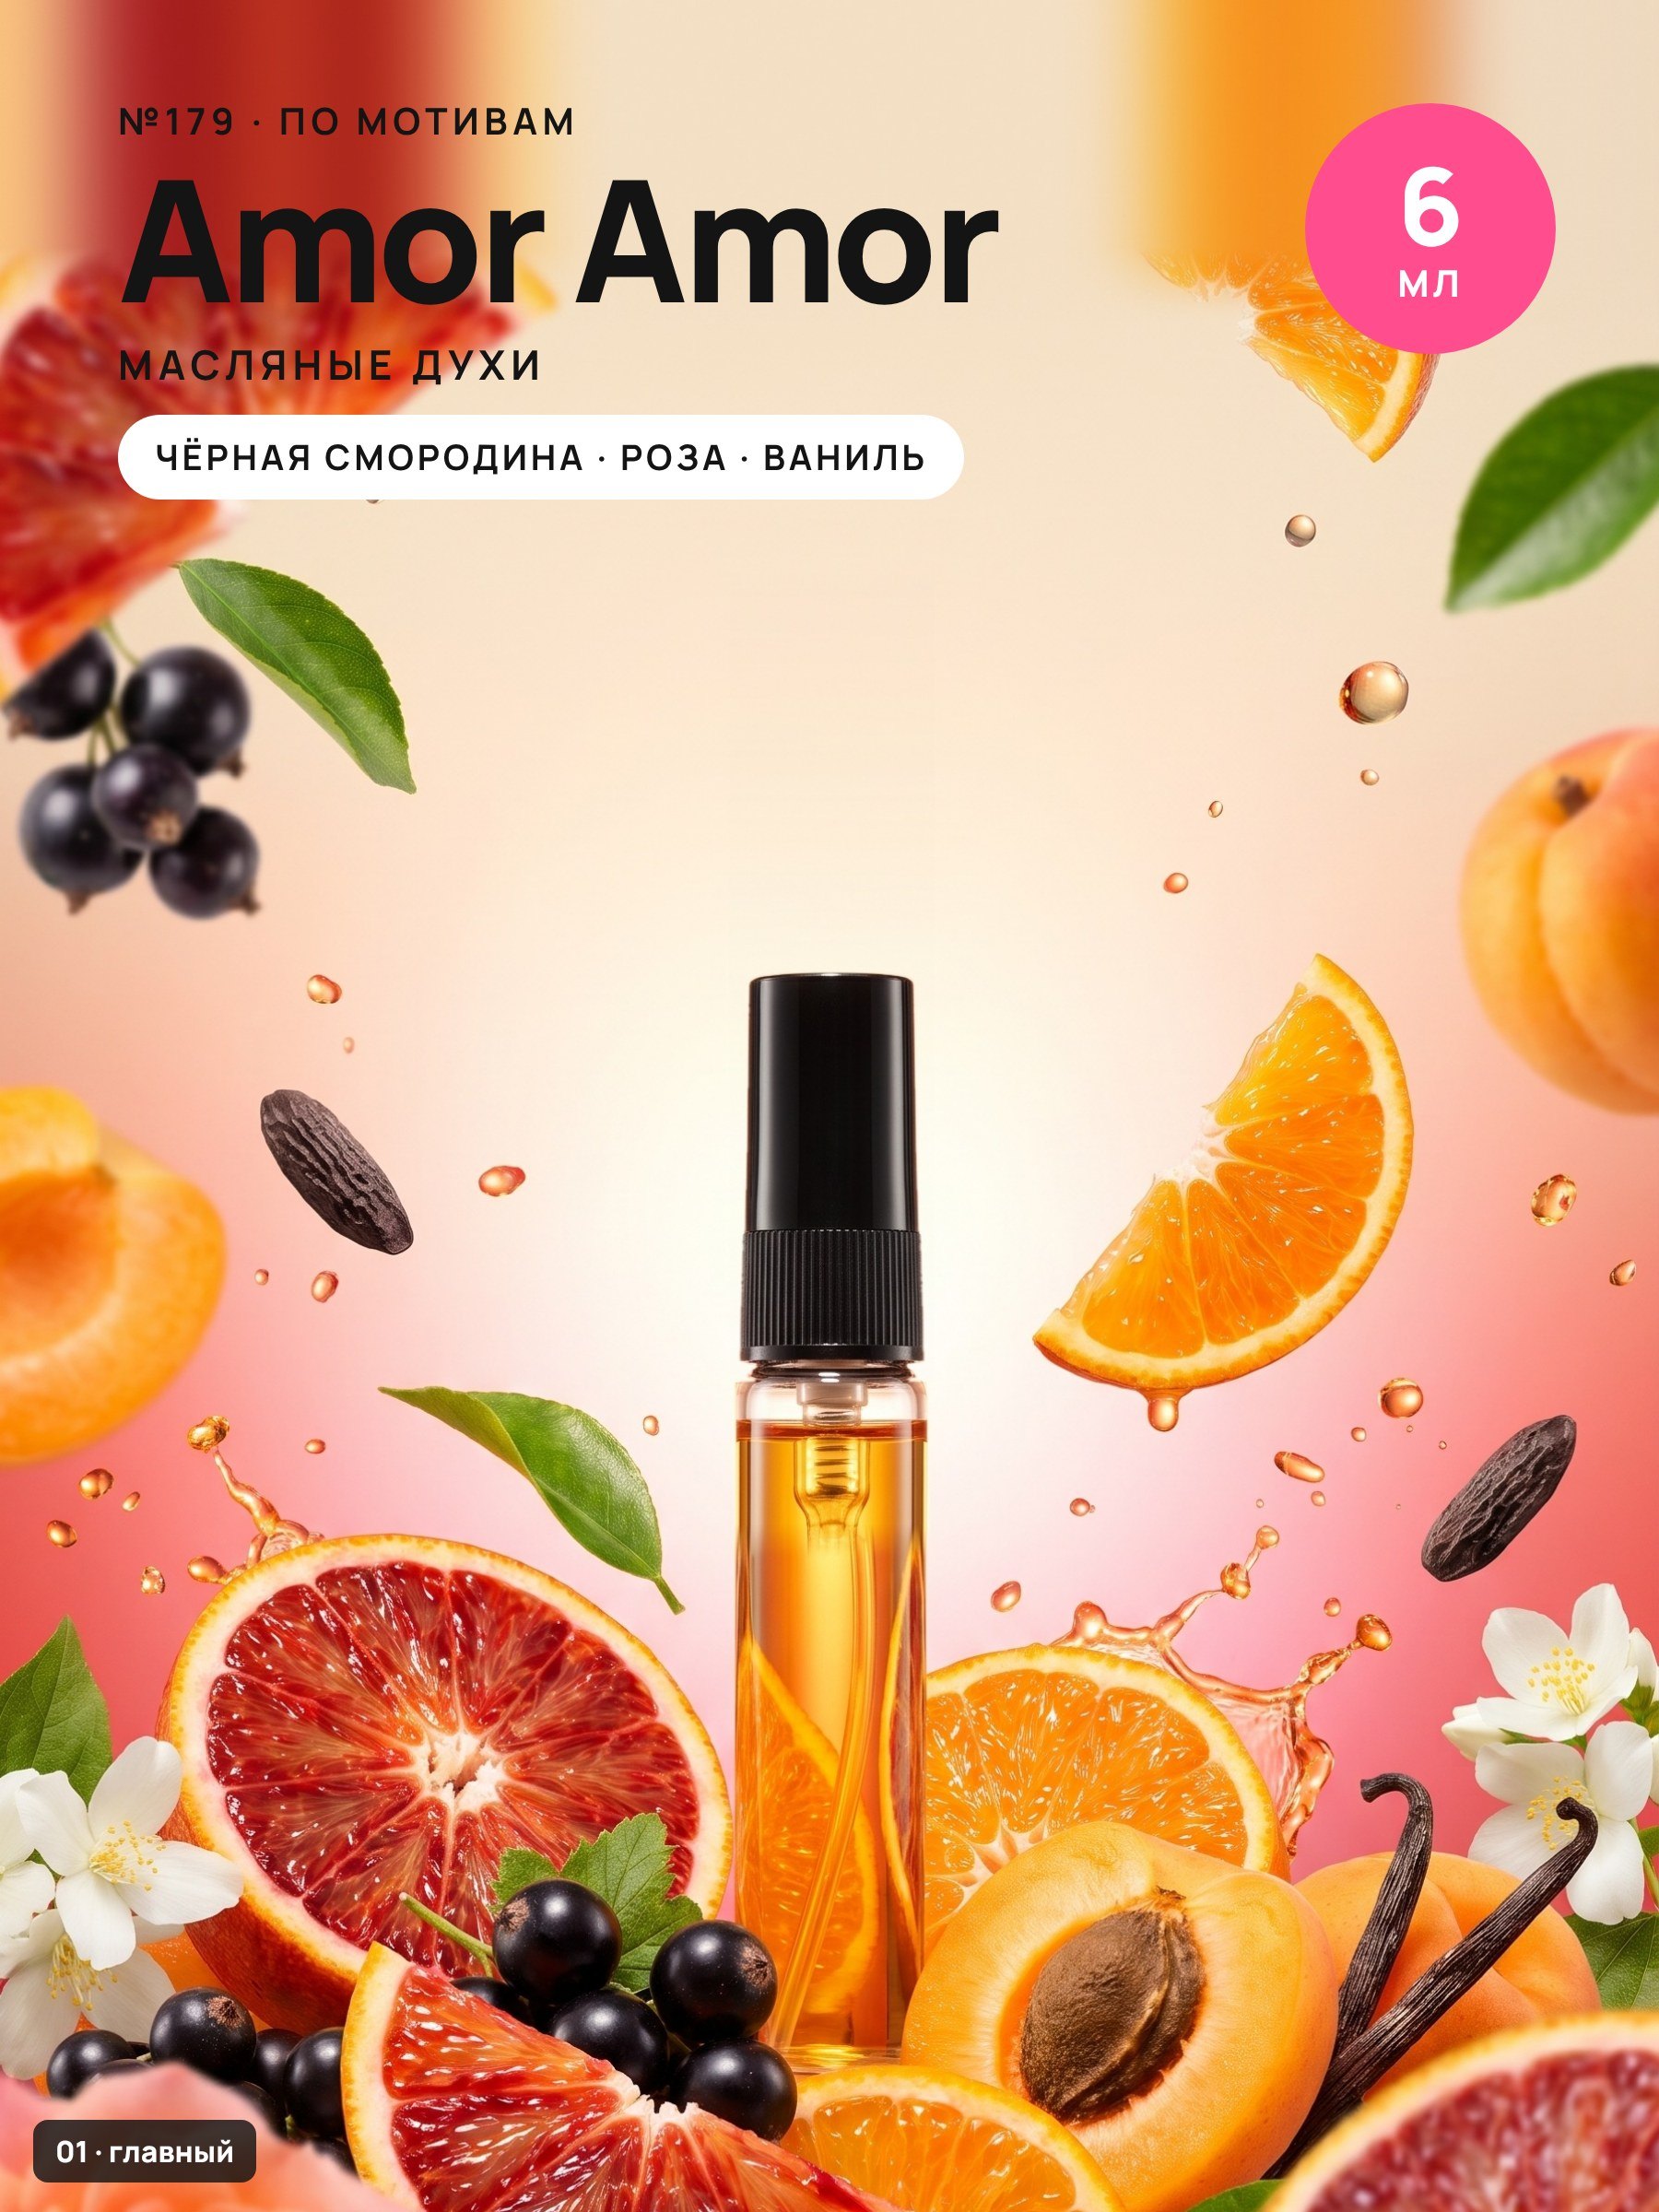 №179 · ПО МОТИВАМ
Amor Amor
МАСЛЯНЫЕ ДУХИ
ЧЁРНАЯ СМОРОДИНА · РОЗА · ВАНИЛЬ
6
МЛ
01 · главный